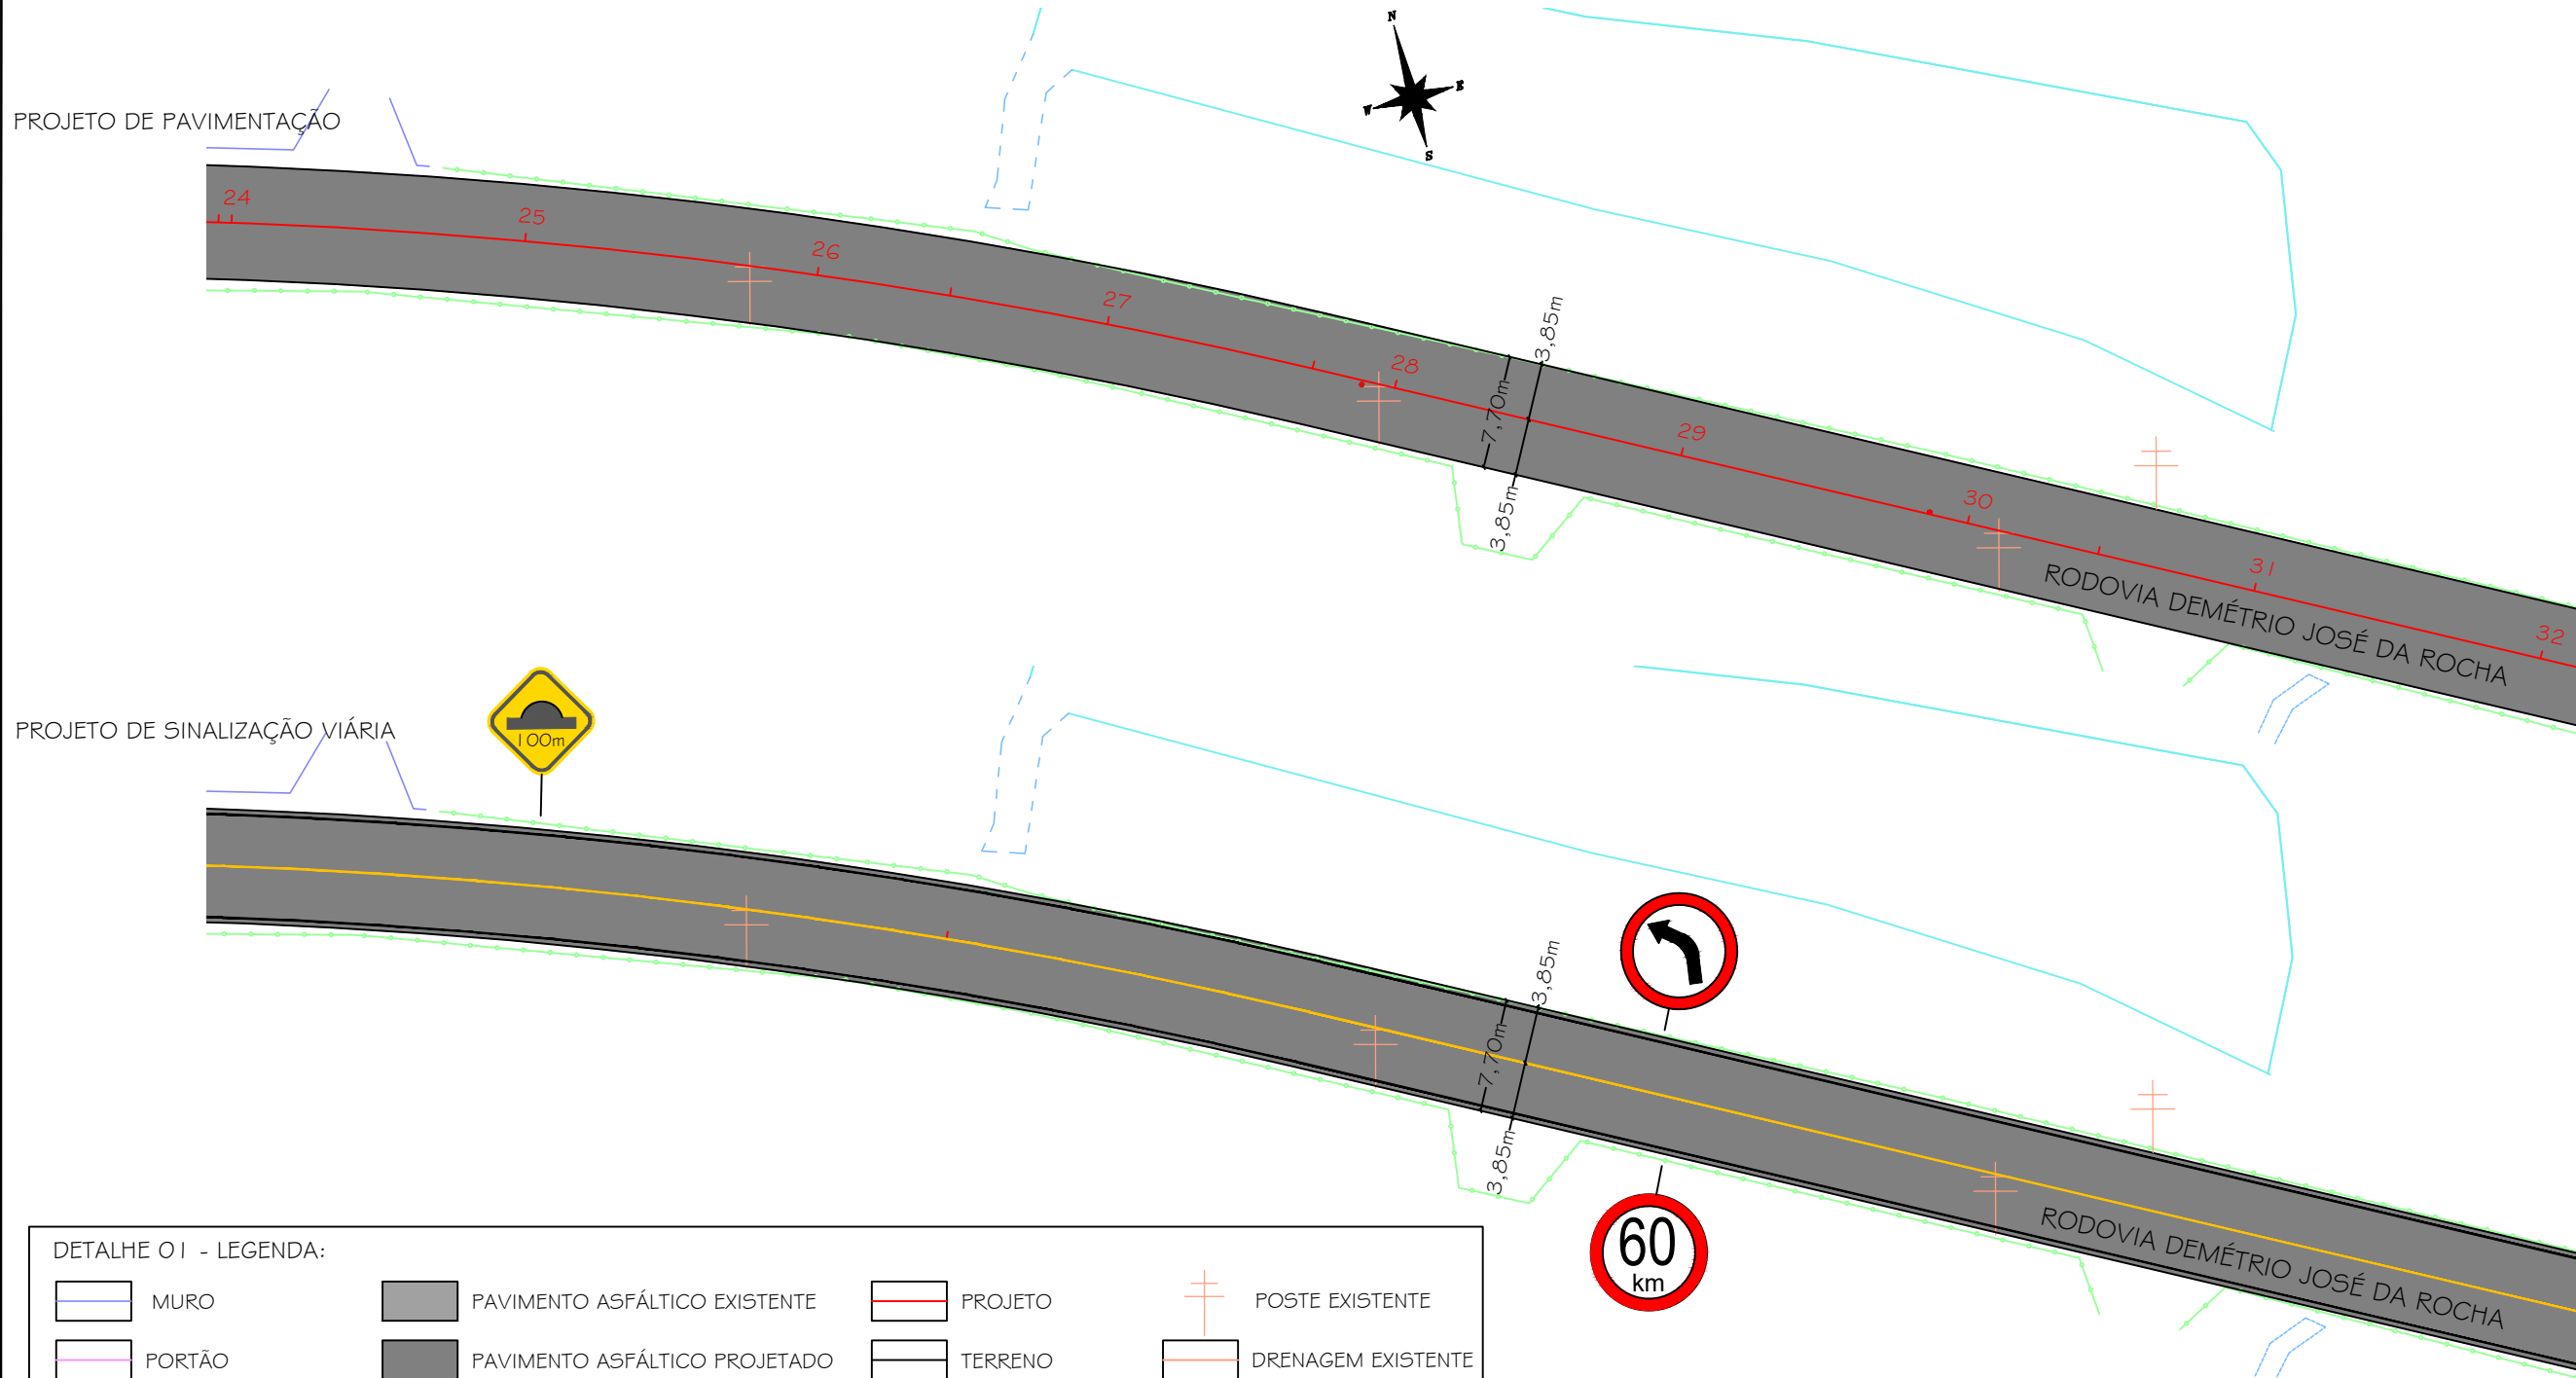 N
E
W
S
PROJETO DE PAVIMENTAÇÃO
24
25
26
27
28
29
30
31
32
3,85m
7,70m
3,85m
RODOVIA DEMÉTRIO JOSÉ DA ROCHA
PROJETO DE SINALIZAÇÃO VIÁRIA
100m
3,85m
7,70m
3,85m
60
km
RODOVIA DEMÉTRIO JOSÉ DA ROCHA
DETALHE 01 - LEGENDA:
MURO
PAVIMENTO ASFÁLTICO EXISTENTE
PROJETO
POSTE EXISTENTE
PORTÃO
PAVIMENTO ASFÁLTICO PROJETADO
TERRENO
DRENAGEM EXISTENTE